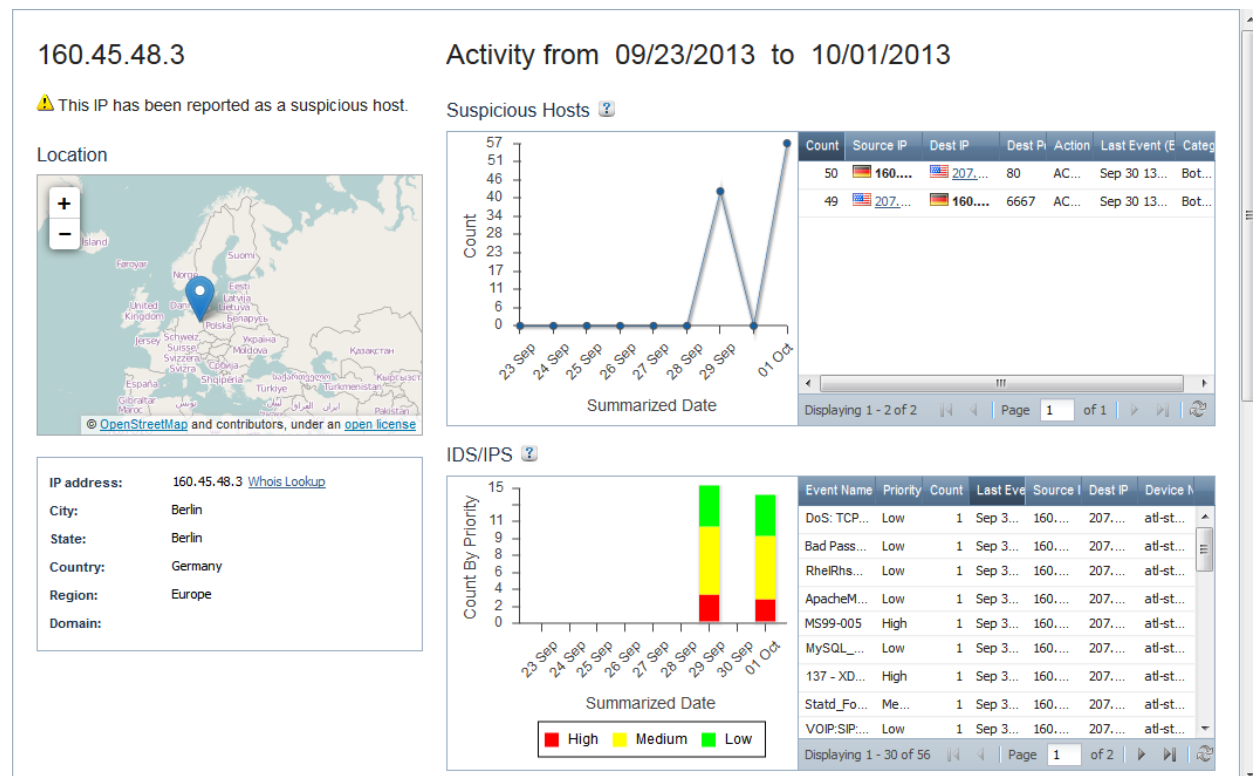 160.45.48.3
This IP has been reported as a suspicious host.
Location
+
−
Island
Føroyar
Norge
Suomi
Eesti
Latvija
Lietuva
United Kingdom
Polska
Беларусь
Jersey
Schweiz
Suisse
Svizzera
Svizra
Україна
Moldova
Казақстан
Србија
Shqipëria
España
Türkiye
Türkmenistan
Gibraltar
Maroc
تونس
العراق
ایران
Pakistan
© OpenStreetMap and contributors, under an open license
IP address: 160.45.48.3 Whois Lookup
City: Berlin
State: Berlin
Country: Germany
Region: Europe
Domain:
Activity from 09/23/2013 to 10/01/2013
Suspicious Hosts ?
Count
57
51
46
40
34
28
23
17
11
6
0
23 Sep 24 Sep 25 Sep 26 Sep 27 Sep 28 Sep 29 Sep 01 Oct
Summarized Date
Count Source IP Dest IP Dest P Action Last Event (E Categ
50 160.... 207.... 80 AC... Sep 30 13... Bot...
49 207.... 160.... 6667 AC... Sep 30 13... Bot...
Displaying 1 - 2 of 2 Page 1 of 1
IDS/IPS ?
Count By Priority
15
11
9
8
6
4
2
0
23 Sep 24 Sep 25 Sep 26 Sep 27 Sep 28 Sep 29 Sep 30 Sep 01 Oct
Summarized Date
High Medium Low
Event Name Priority Count Last Eve Source I Dest IP Device N
DoS: TCP... Low 1 Sep 3... 160.... 207.... atl-st...
Bad Pass... Low 1 Sep 3... 160.... 207.... atl-st...
RhelRhs... Low 1 Sep 3... 160.... 207.... atl-st...
ApacheM... Low 1 Sep 3... 160.... 207.... atl-st...
MS99-005 High 1 Sep 3... 160.... 207.... atl-st...
MySQL_... Low 1 Sep 3... 160.... 207.... atl-st...
137 - XD... High 1 Sep 3... 160.... 207.... atl-st...
Statd_Fo... Me... 1 Sep 3... 160.... 207.... atl-st...
VOIP:SIP:... Low 1 Sep 3... 160.... 207.... atl-st...
Displaying 1 - 30 of 56 Page 1 of 2